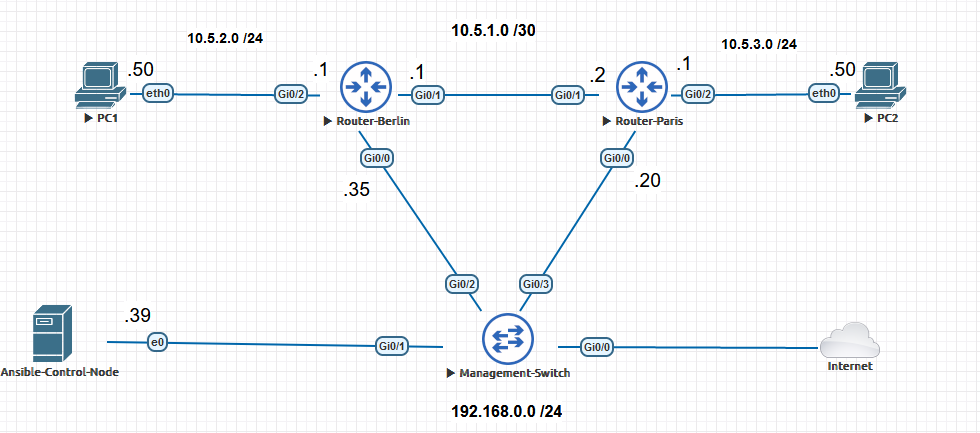 10.5.2.0 /24
10.5.1.0 /30
10.5.3.0 /24
.50
.1
.1
.2
.1
.50
eth0
Gi0/2
Gi0/1
Gi0/1
Gi0/2
eth0
PC1
Router-Berlin
Router-Paris
PC2
Gi0/0
Gi0/0
.35
.20
Gi0/2
Gi0/3
.39
e0
Gi0/1
Gi0/0
Ansible-Control-Node
Management-Switch
Internet
192.168.0.0 /24